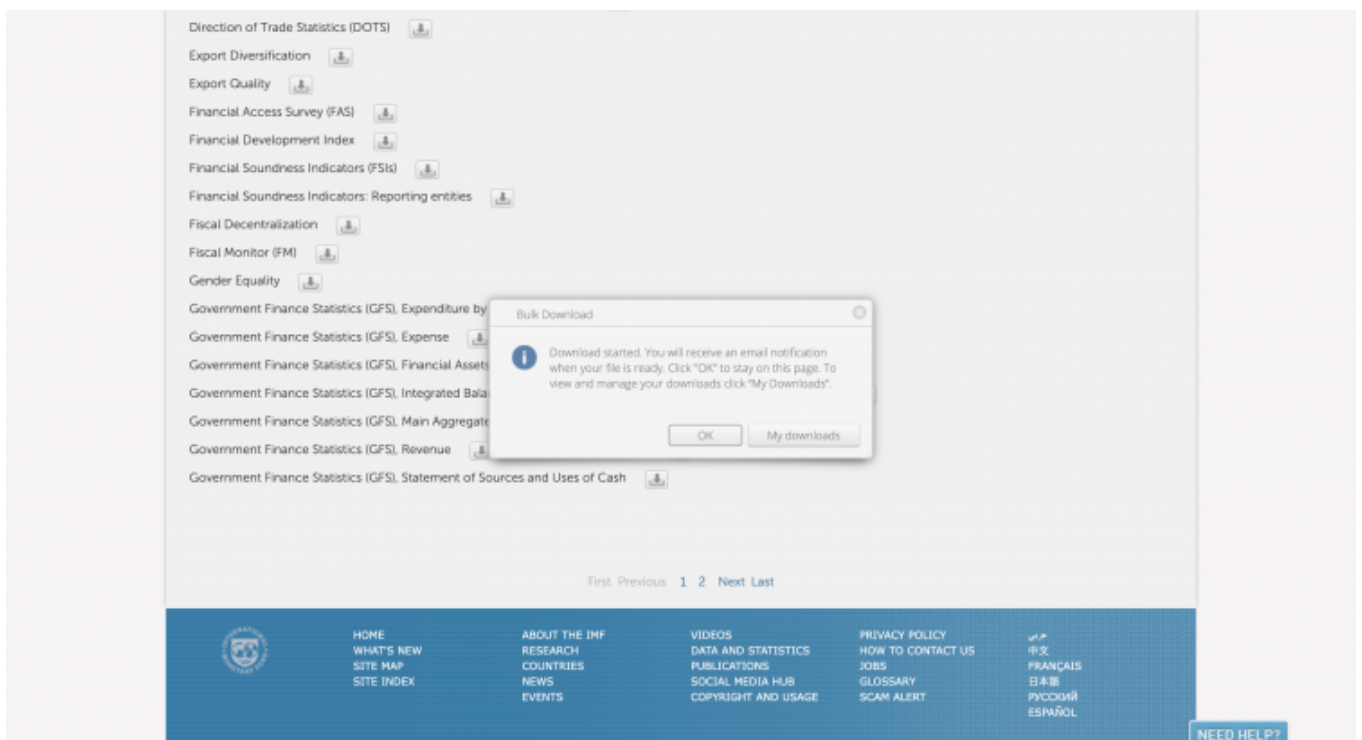 Direction of Trade Statistics (DOTS)
Export Diversification
Export Quality
Financial Access Survey (FAS)
Financial Development Index
Financial Soundness Indicators (FSIs)
Financial Soundness Indicators: Reporting entities
Fiscal Decentralization
Fiscal Monitor (FM)
Gender Equality
Government Finance Statistics (GFS), Expenditure by
Government Finance Statistics (GFS), Expense
Government Finance Statistics (GFS), Financial Assets
Government Finance Statistics (GFS), Integrated Bala
Government Finance Statistics (GFS), Main Aggregate
Government Finance Statistics (GFS), Revenue
Government Finance Statistics (GFS), Statement of Sources and Uses of Cash
Bulk Download
Download started. You will receive an email notification
when your file is ready. Click "OK" to stay on this page. To
view and manage your downloads click "My Downloads".
OK
My downloads
First Previous 1 2 Next Last
HOME
WHAT'S NEW
SITE MAP
SITE INDEX
ABOUT THE IMF
RESEARCH
COUNTRIES
NEWS
EVENTS
VIDEOS
DATA AND STATISTICS
PUBLICATIONS
SOCIAL MEDIA HUB
COPYRIGHT AND USAGE
PRIVACY POLICY
HOW TO CONTACT US
JOBS
GLOSSARY
SCAM ALERT
عربي
中文
FRANÇAIS
日本語
РУССКИЙ
ESPAÑOL
NEED HELP?